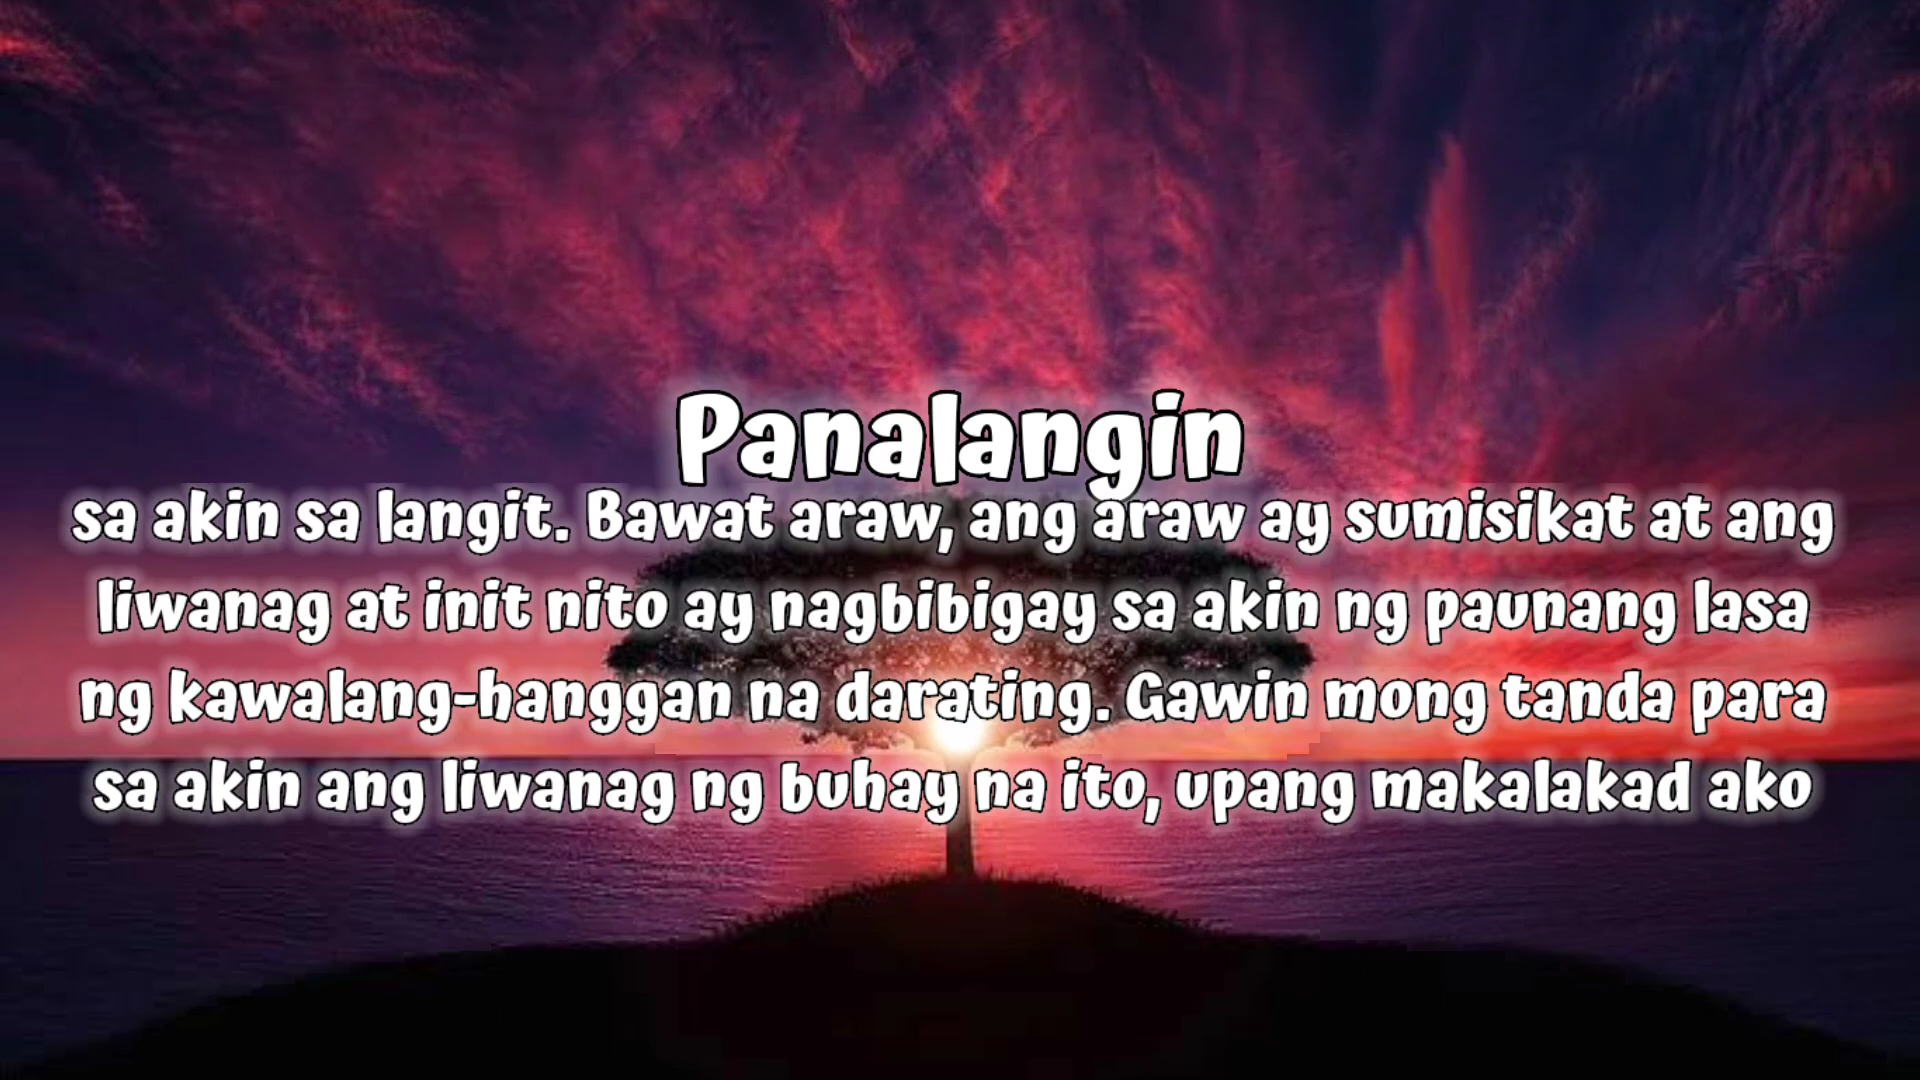 Panalangin
sa akin sa langit. Bawat araw, ang araw ay sumisikat at ang
liwanag at init nito ay nagbibigay sa akin ng paunang lasa
ng kawalang-hanggan na darating. Gawin mong tanda para
sa akin ang liwanag ng buhay na ito, upang makalakad ako